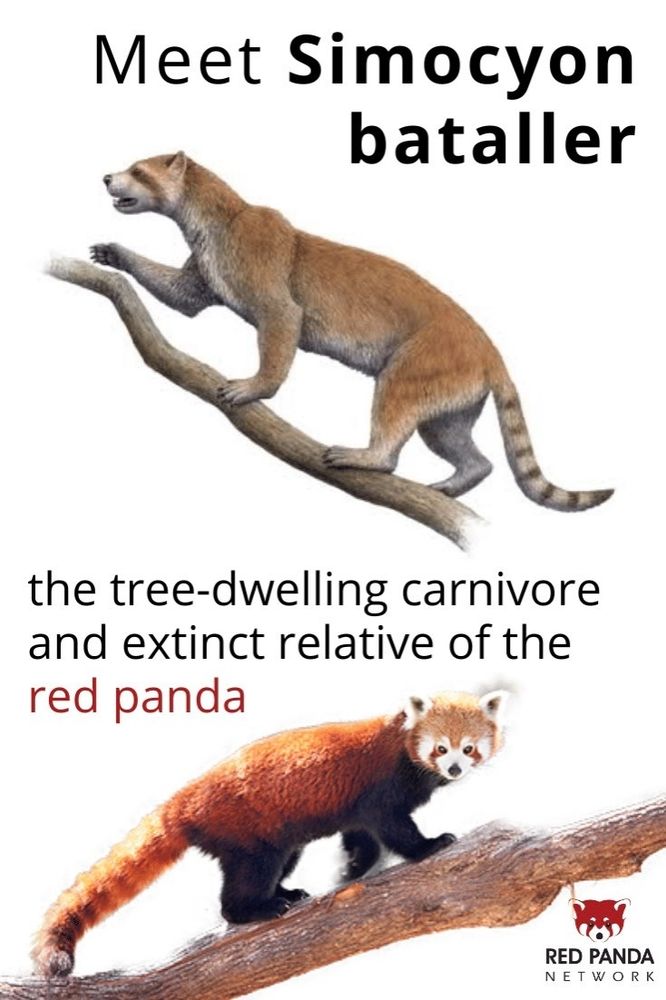 Meet Simocyon
bataller
the tree-dwelling carnivore
and extinct relative of the
red panda
RED PANDA
NETWORK